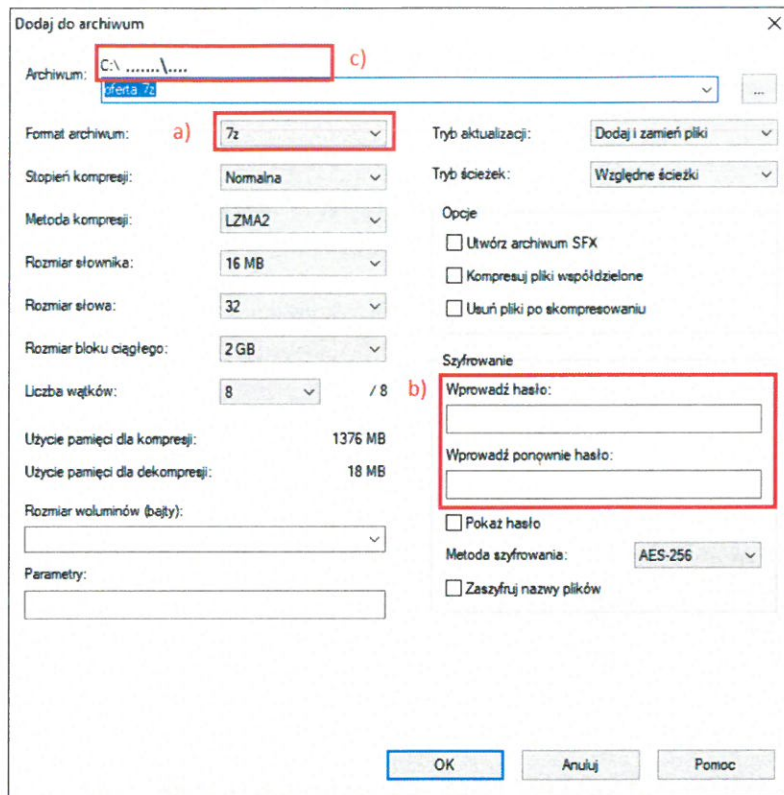 Dodaj do archiwum
C:\ .......\....
c)
Archiwum:
oferta.7z
...
Format archiwum:
a)
7z
Stopień kompresji:
Normalna
Metoda kompresji:
LZMA2
Rozmiar słownika:
16 MB
Rozmiar słowa:
32
Rozmiar bloku ciągłego:
2 GB
Liczba wątków:
8
/ 8
Użycie pamięci dla kompresji:
1376 MB
Użycie pamięci dla dekompresji:
18 MB
Rozmiar woluminów (bajty):
Parametry:
Tryb aktualizacji:
Dodaj i zamień pliki
Tryb ścieżek:
Względne ścieżki
Opcje
Utwórz archiwum SFX
Kompresuj pliki współdzielone
Usuń pliki po skompresowaniu
Szyfrowanie
b)
Wprowadź hasło:
Wprowadź ponownie hasło:
Pokaż hasło
Metoda szyfrowania:
AES-256
Zaszyfruj nazwy plików
OK
Anuluj
Pomoc